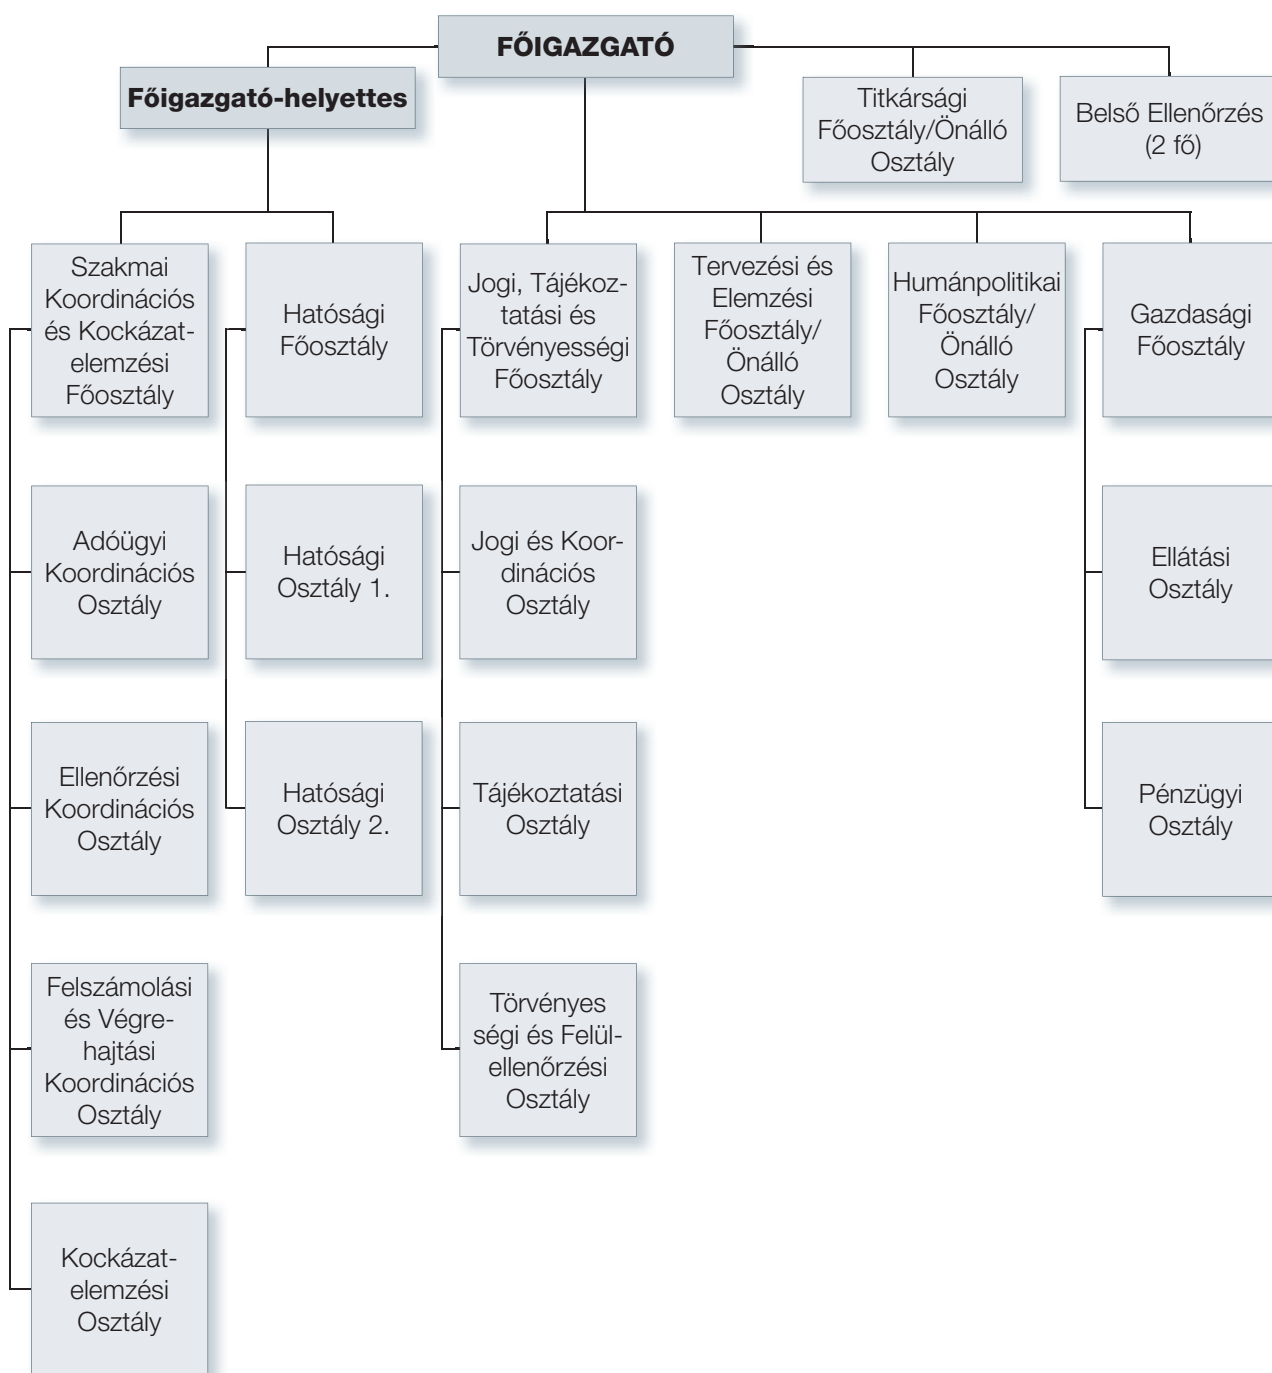 FŐIGAZGATÓ
Főigazgató-helyettes
Titkársági
Főosztály/Önálló
Osztály
Belső Ellenőrzés
(2 fő)
Szakmai
Koordinációs
és Kockázat-
elemzési
Főosztály
Hatósági
Főosztály
Jogi, Tájékoz-
tatási és
Törvényességi
Főosztály
Tervezési és
Elemzési
Főosztály/
Önálló
Osztály
Humánpolitikai
Főosztály/
Önálló
Osztály
Gazdasági
Főosztály
Adóügyi
Koordinációs
Osztály
Hatósági
Osztály 1.
Jogi és Koor-
dinációs
Osztály
Ellátási
Osztály
Ellenőrzési
Koordinációs
Osztály
Hatósági
Osztály 2.
Tájékoztatási
Osztály
Pénzügyi
Osztály
Felszámolási
és Végre-
hajtási
Koordinációs
Osztály
Törvényes
ségi és Felül-
ellenőrzési
Osztály
Kockázat-
elemzési
Osztály